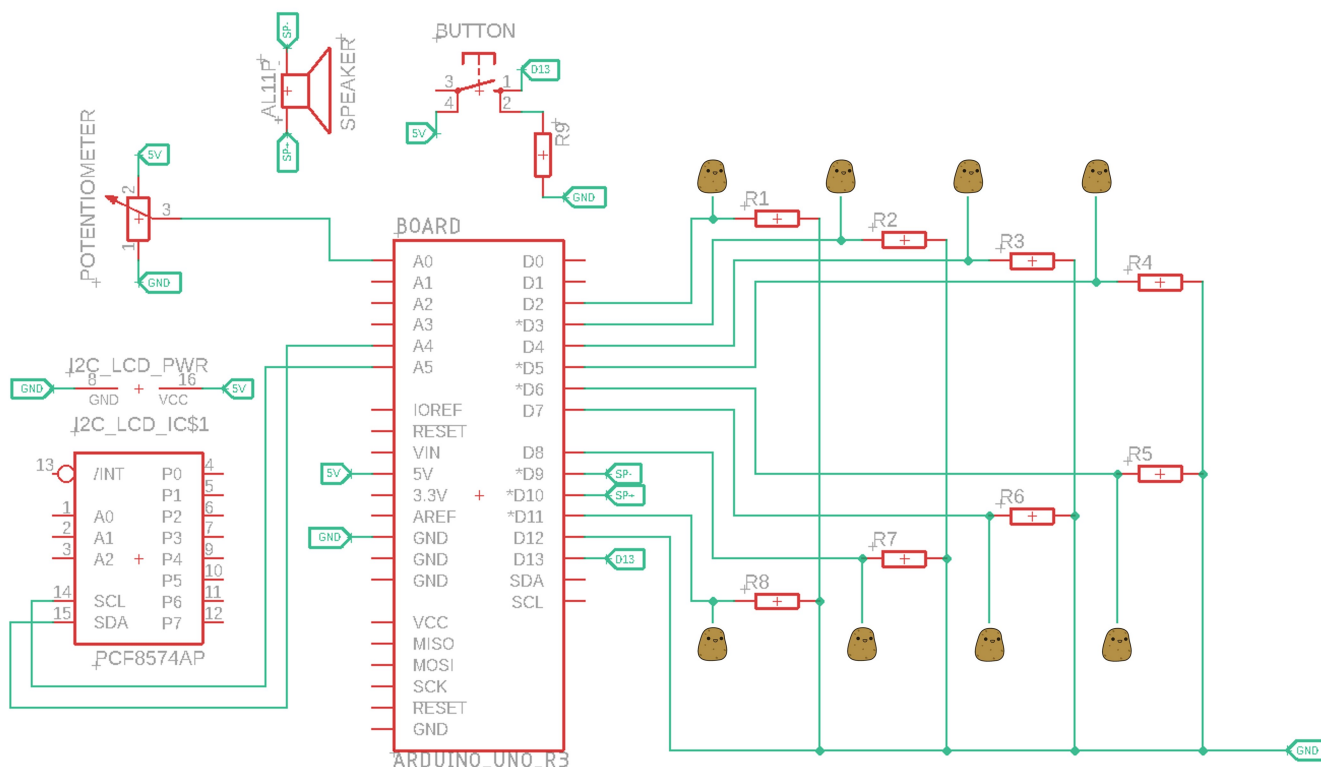 SP-
AL11P
SPEAKER
SP+
BUTTON
3
1
D13
4
2
5V
R9
GND
POTENTIOMETER
5V
2
3
1
GND
I2C_LCD_PWR
GND
8
16
5V
GND
VCC
I2C_LCD_IC$1
13
/INT
P0
4
P1
5
1
A0
P2
6
2
A1
P3
7
3
A2
P4
9
P5
10
14
SCL
P6
11
15
SDA
P7
12
PCF8574AP
BOARD
A0
D0
A1
D1
A2
D2
A3
*D3
A4
D4
A5
*D5
*D6
IOREF
D7
RESET
VIN
D8
5V
5V
*D9
SP-
3.3V
*D10
SP+
AREF
*D11
GND
GND
D12
GND
D13
D13
GND
SDA
SCL
VCC
MISO
MOSI
SCK
RESET
GND
ARDUINO_UNO_R3
R1
R2
R3
R4
R5
R6
R7
R8
GND